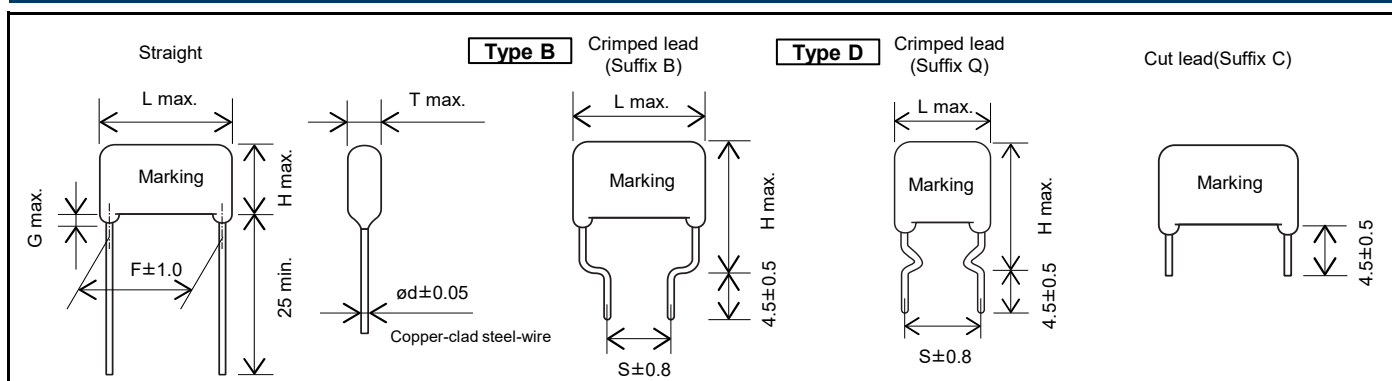 Straight
L max.
Marking
H max.
G max.
F±1.0
25 min.
T max.
ød±0.05
Copper-clad steel-wire
Type B
Crimped lead
(Suffix B)
L max.
Marking
H max.
4.5±0.5
S±0.8
Type D
Crimped lead
(Suffix Q)
L max.
Marking
H max.
4.5±0.5
S±0.8
Cut lead(Suffix C)
Marking
4.5±0.5